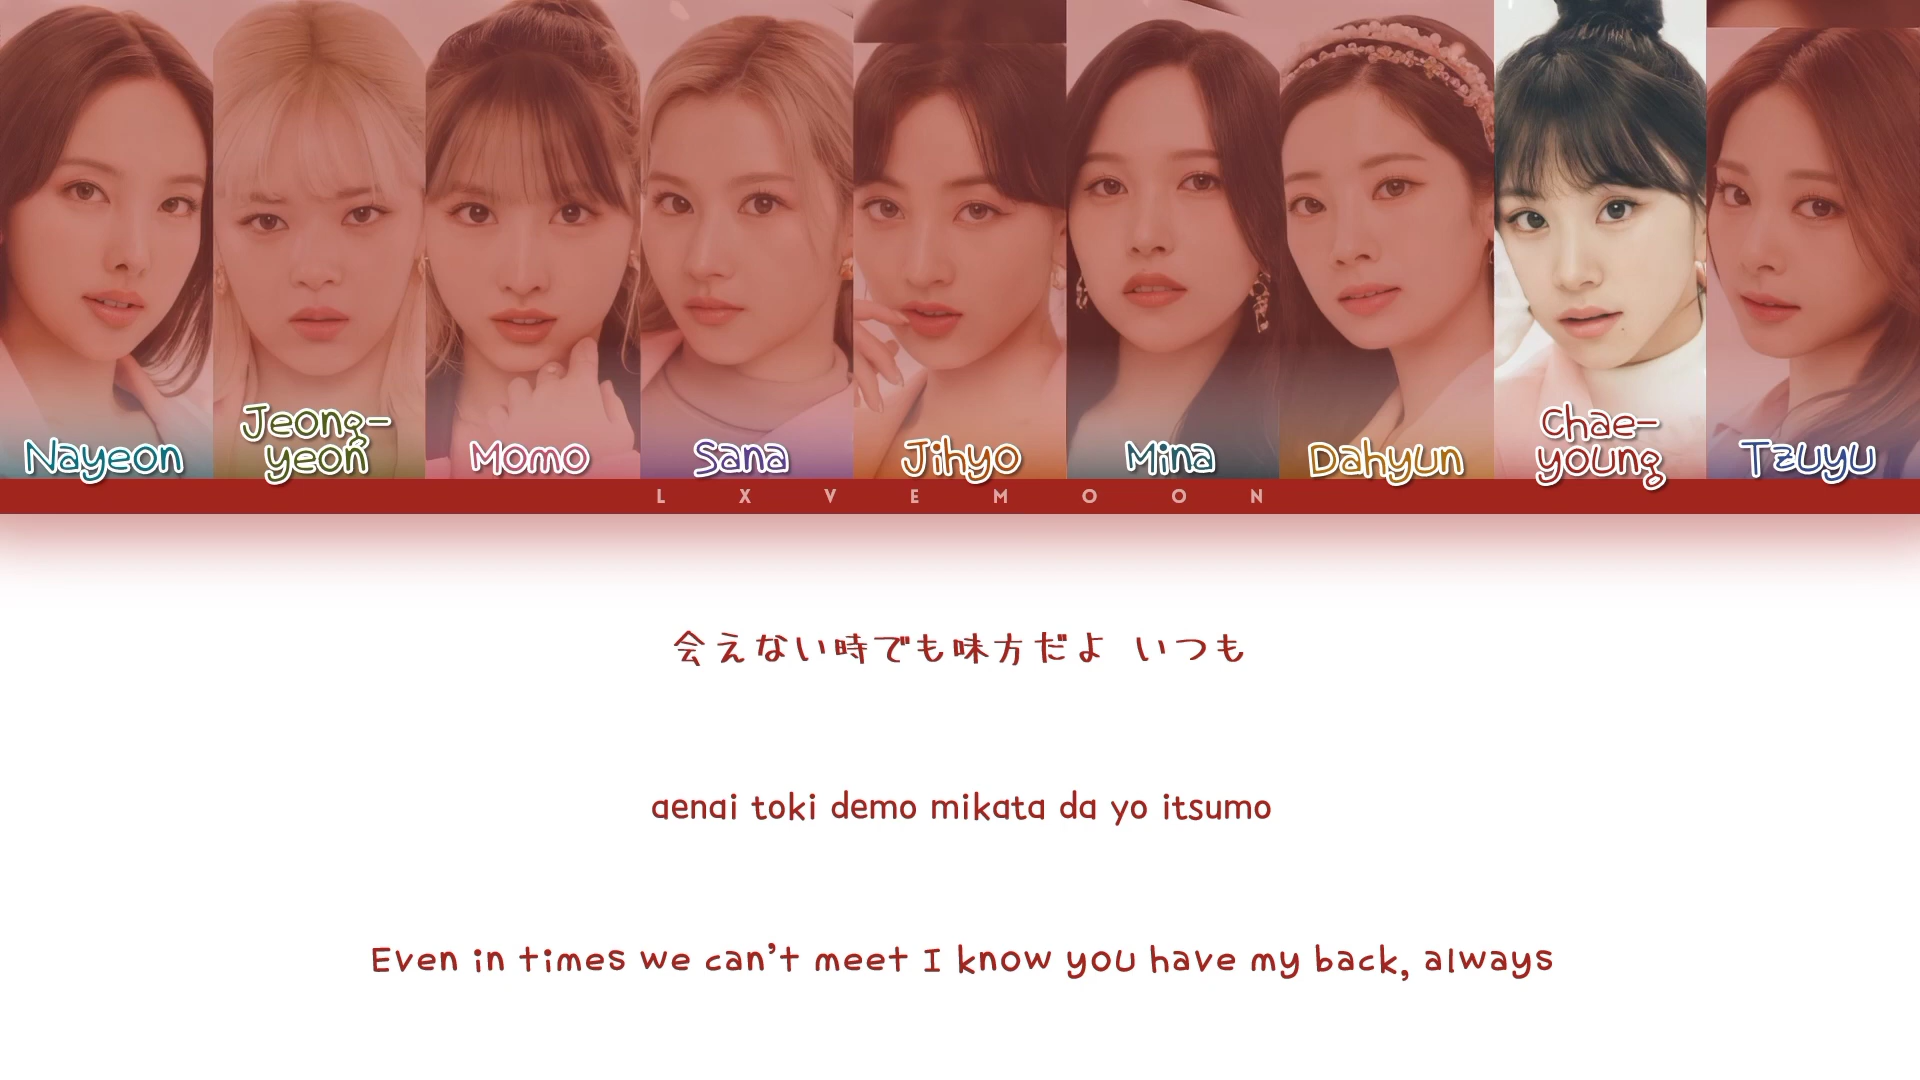 Nayeon
Jeong-
yeon
Momo
Sana
Jihyo
Mina
Dahyun
Chae-
young
Tzuyu
LXVEMOON
会えない時でも味方だよ いつも
aenai toki demo mikata da yo itsumo
Even in times we can't meet I know you have my back, always